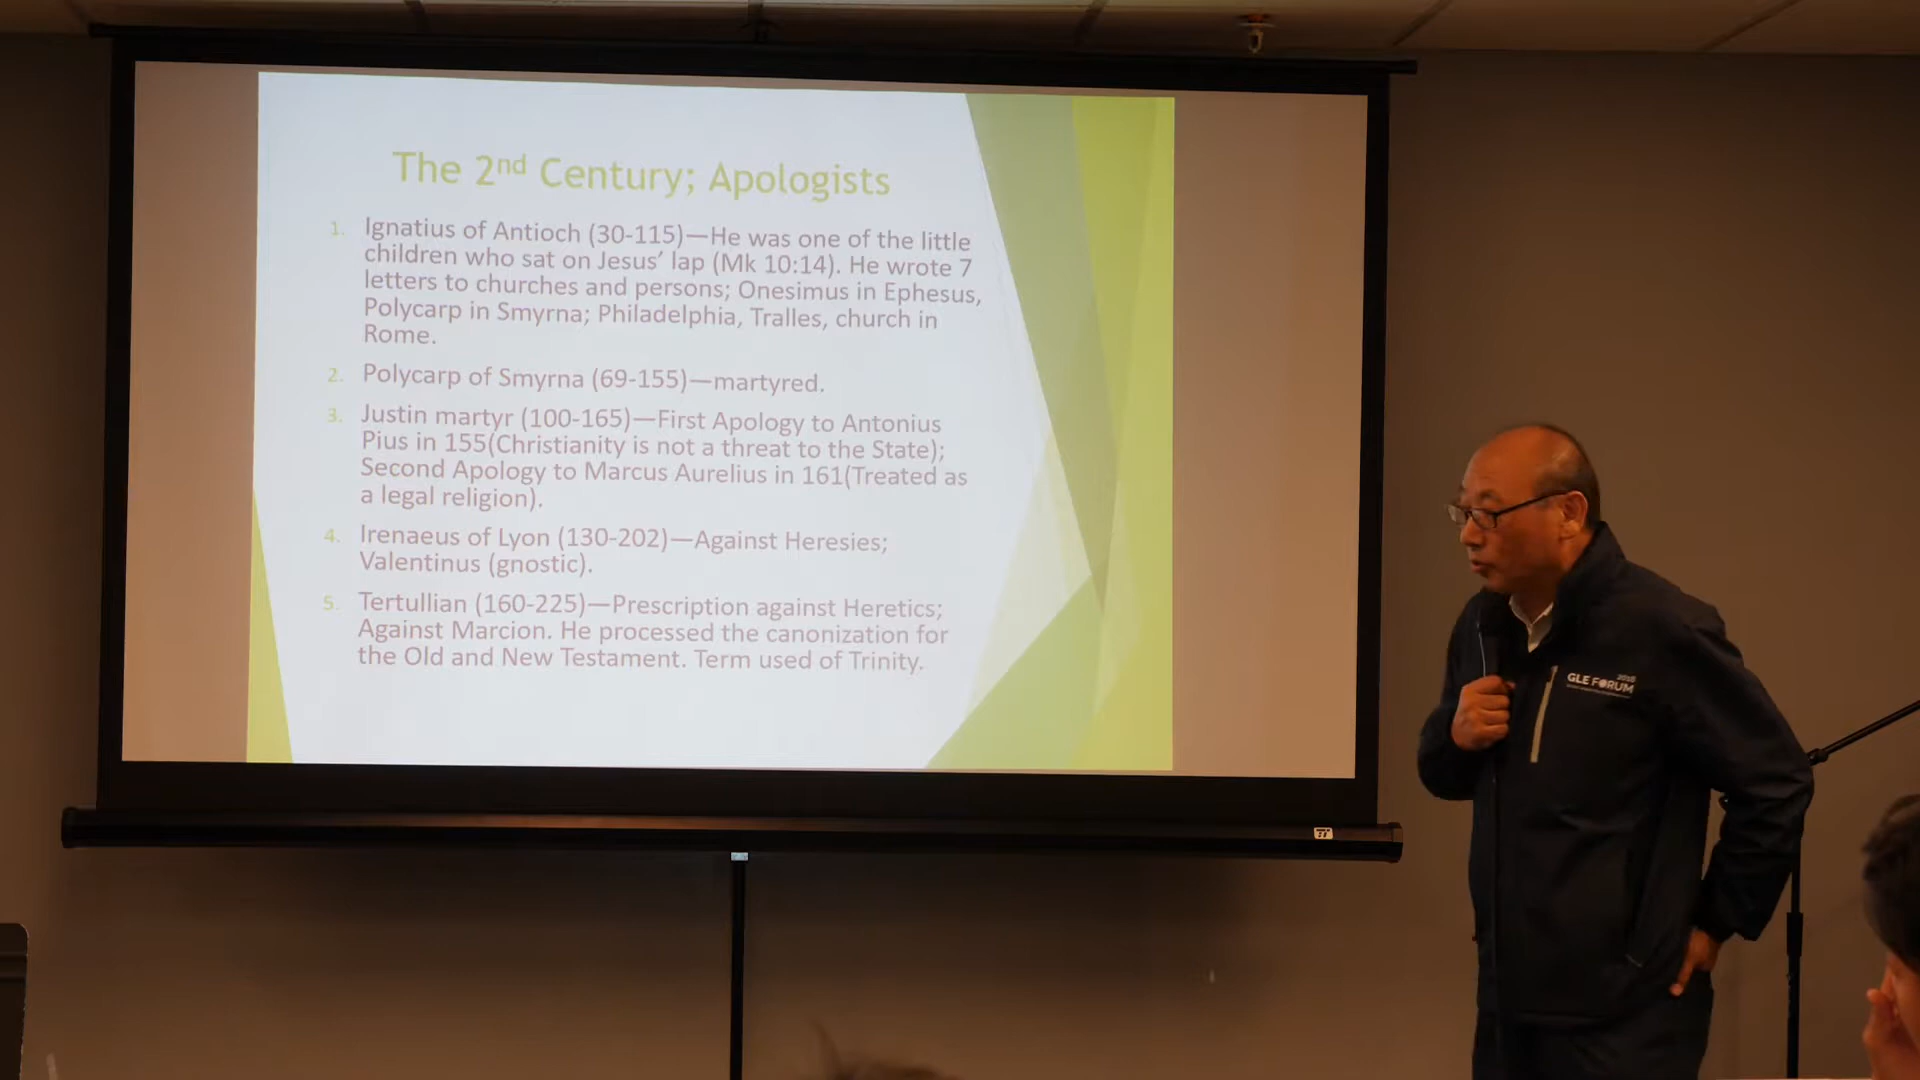 The 2nd Century; Apologists
1. Ignatius of Antioch (30-115)—He was one of the little
children who sat on Jesus’ lap (Mk 10:14). He wrote 7
letters to churches and persons; Onesimus in Ephesus,
Polycarp in Smyrna; Philadelphia, Tralles, church in
Rome.
2. Polycarp of Smyrna (69-155)—martyred.
3. Justin martyr (100-165)—First Apology to Antonius
Pius in 155(Christianity is not a threat to the State);
Second Apology to Marcus Aurelius in 161(Treated as
a legal religion).
4. Irenaeus of Lyon (130-202)—Against Heresies;
Valentinus (gnostic).
5. Tertullian (160-225)—Prescription against Heretics;
Against Marcion. He processed the canonization for
the Old and New Testament. Term used of Trinity.
2018
GLE FORUM